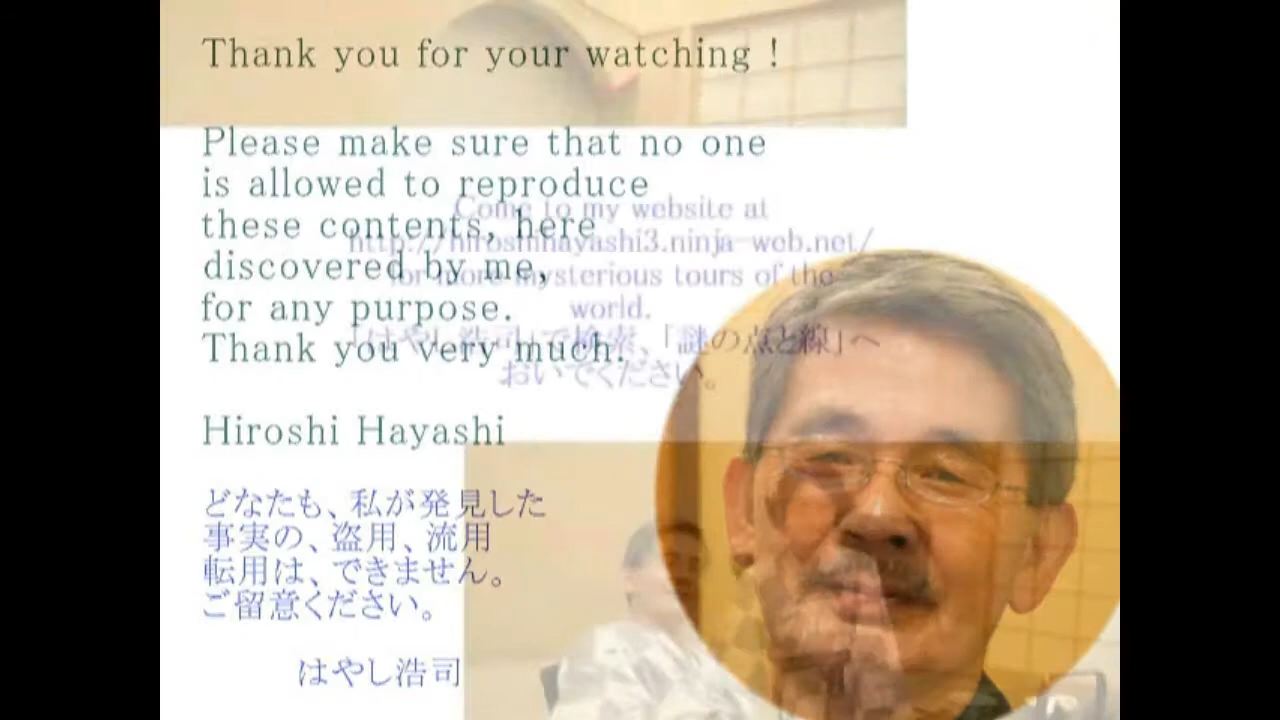 Thank you for your watching !
Please make sure that no one
is allowed to reproduce
these contents, here
discovered by me,
for any purpose.
Thank you very much.
Hiroshi Hayashi
どなたも、私が発見した
事実の、盗用、流用
転用は、できません。
ご留意ください。
はやし浩司
Come to my website at
http://hiroshihayashi3.ninja-web.net/
for more mysterious tours of the
world.
「はやし浩司」で検索、「謎の点と線」へ
おいでください。